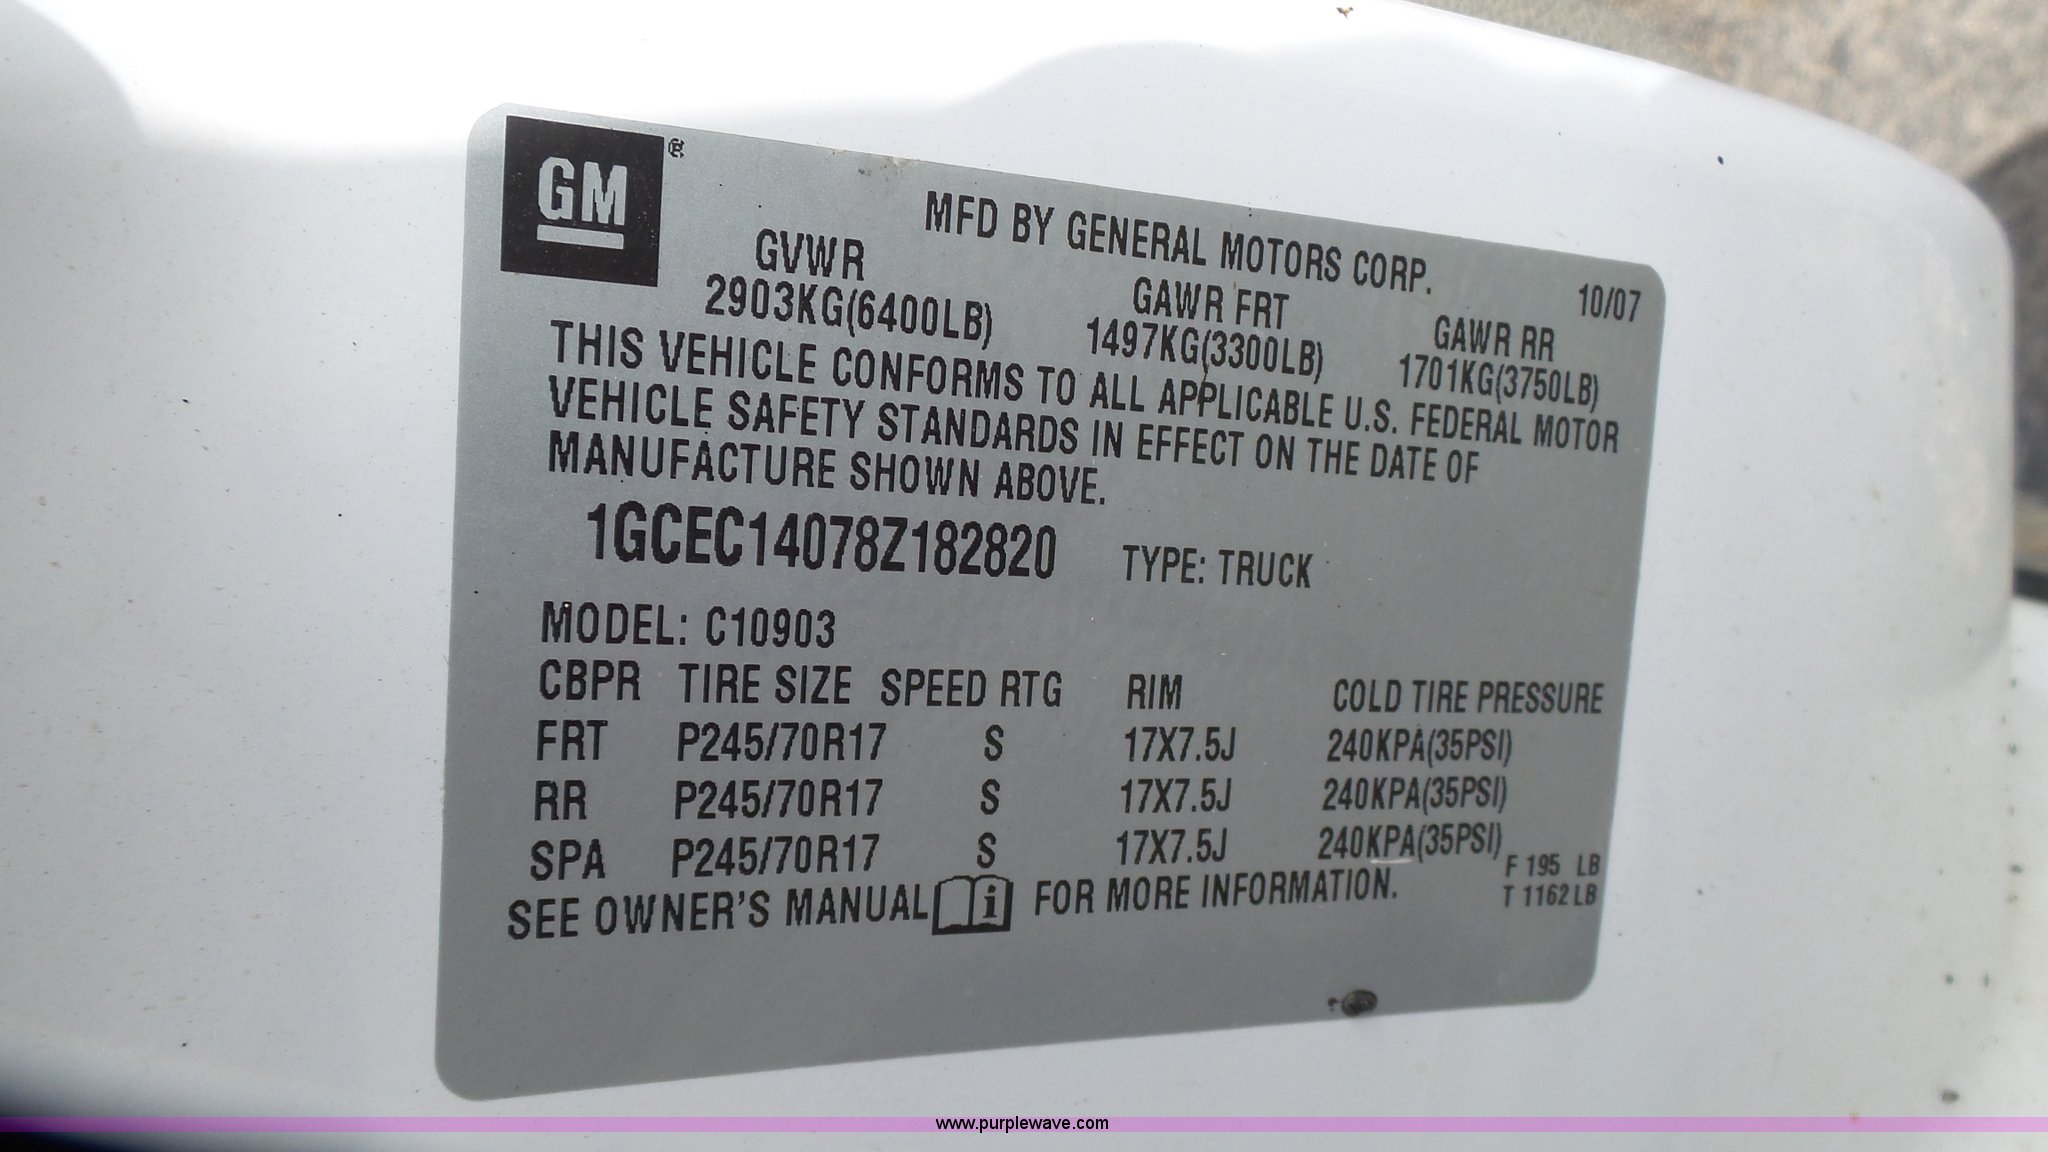 GM®
MFD BY GENERAL MOTORS CORP.
10/07
GVWR GAWR FRT GAWR RR
2903KG(6400LB) 1497KG(3300LB) 1701KG(3750LB)
THIS VEHICLE CONFORMS TO ALL APPLICABLE U.S. FEDERAL MOTOR
VEHICLE SAFETY STANDARDS IN EFFECT ON THE DATE OF
MANUFACTURE SHOWN ABOVE.
1GCEC14078Z182820 TYPE: TRUCK
MODEL: C10903
CBPR TIRE SIZE SPEED RTG RIM COLD TIRE PRESSURE
FRT P245/70R17 S 17X7.5J 240KPA(35PSI)
RR P245/70R17 S 17X7.5J 240KPA(35PSI)
SPA P245/70R17 S 17X7.5J 240KPA(35PSI)
F 195 LB
T 1162 LB
SEE OWNER'S MANUAL i FOR MORE INFORMATION.
www.purplewave.com